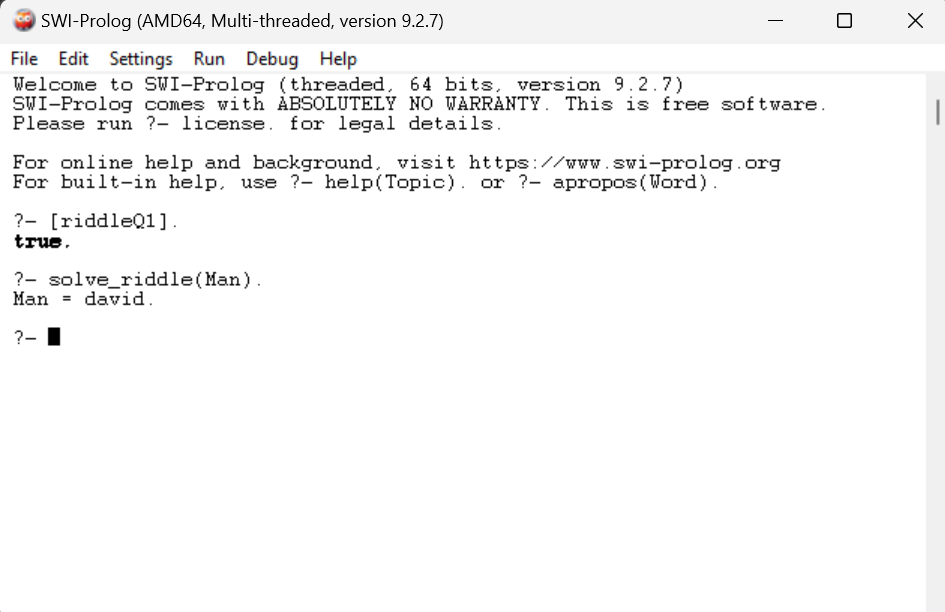 SWI-Prolog (AMD64, Multi-threaded, version 9.2.7)
File Edit Settings Run Debug Help
Welcome to SWI-Prolog (threaded, 64 bits, version 9.2.7)
SWI-Prolog comes with ABSOLUTELY NO WARRANTY. This is free software.
Please run ?- license. for legal details.
For online help and background, visit https://www.swi-prolog.org
For built-in help, use ?- help(Topic). or ?- apropos(Word).
?- [riddleQ1].
true.
?- solve_riddle(Man).
Man = david.
?-